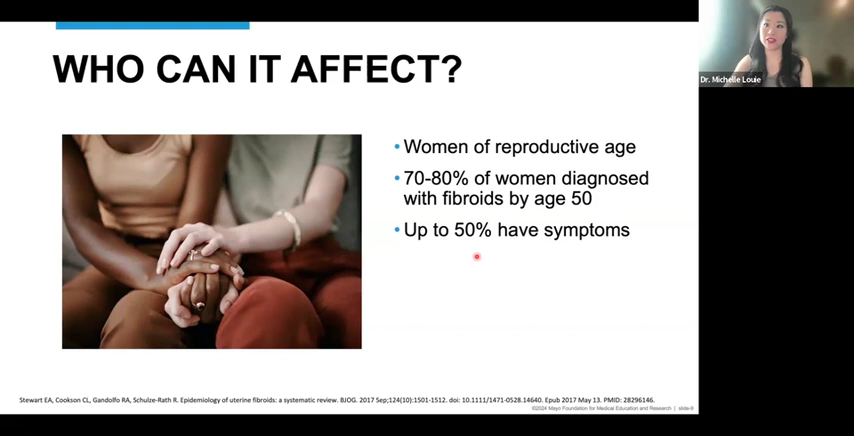 WHO CAN IT AFFECT?
Dr. Michelle Louie
• Women of reproductive age
• 70-80% of women diagnosed
with fibroids by age 50
• Up to 50% have symptoms
Stewart EA, Cookson CL, Gandolfo RA, Schulze-Rath R. Epidemiology of uterine fibroids: a systematic review. BJOG. 2017 Sep;124(10):1501-1512. doi: 10.1111/1471-0528.14640. Epub 2017 May 13. PMID: 28296146.
©2024 Mayo Foundation for Medical Education and Research | slide-8